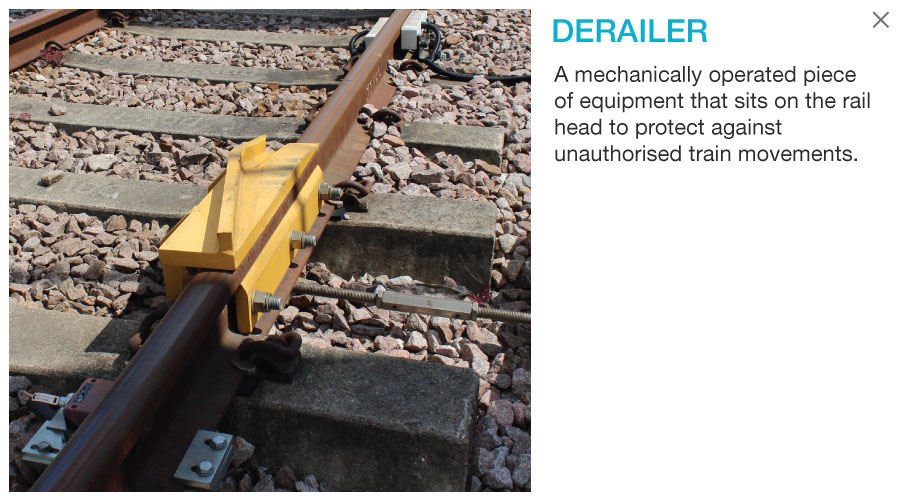 DERAILER
A mechanically operated piece
of equipment that sits on the rail
head to protect against
unauthorised train movements.